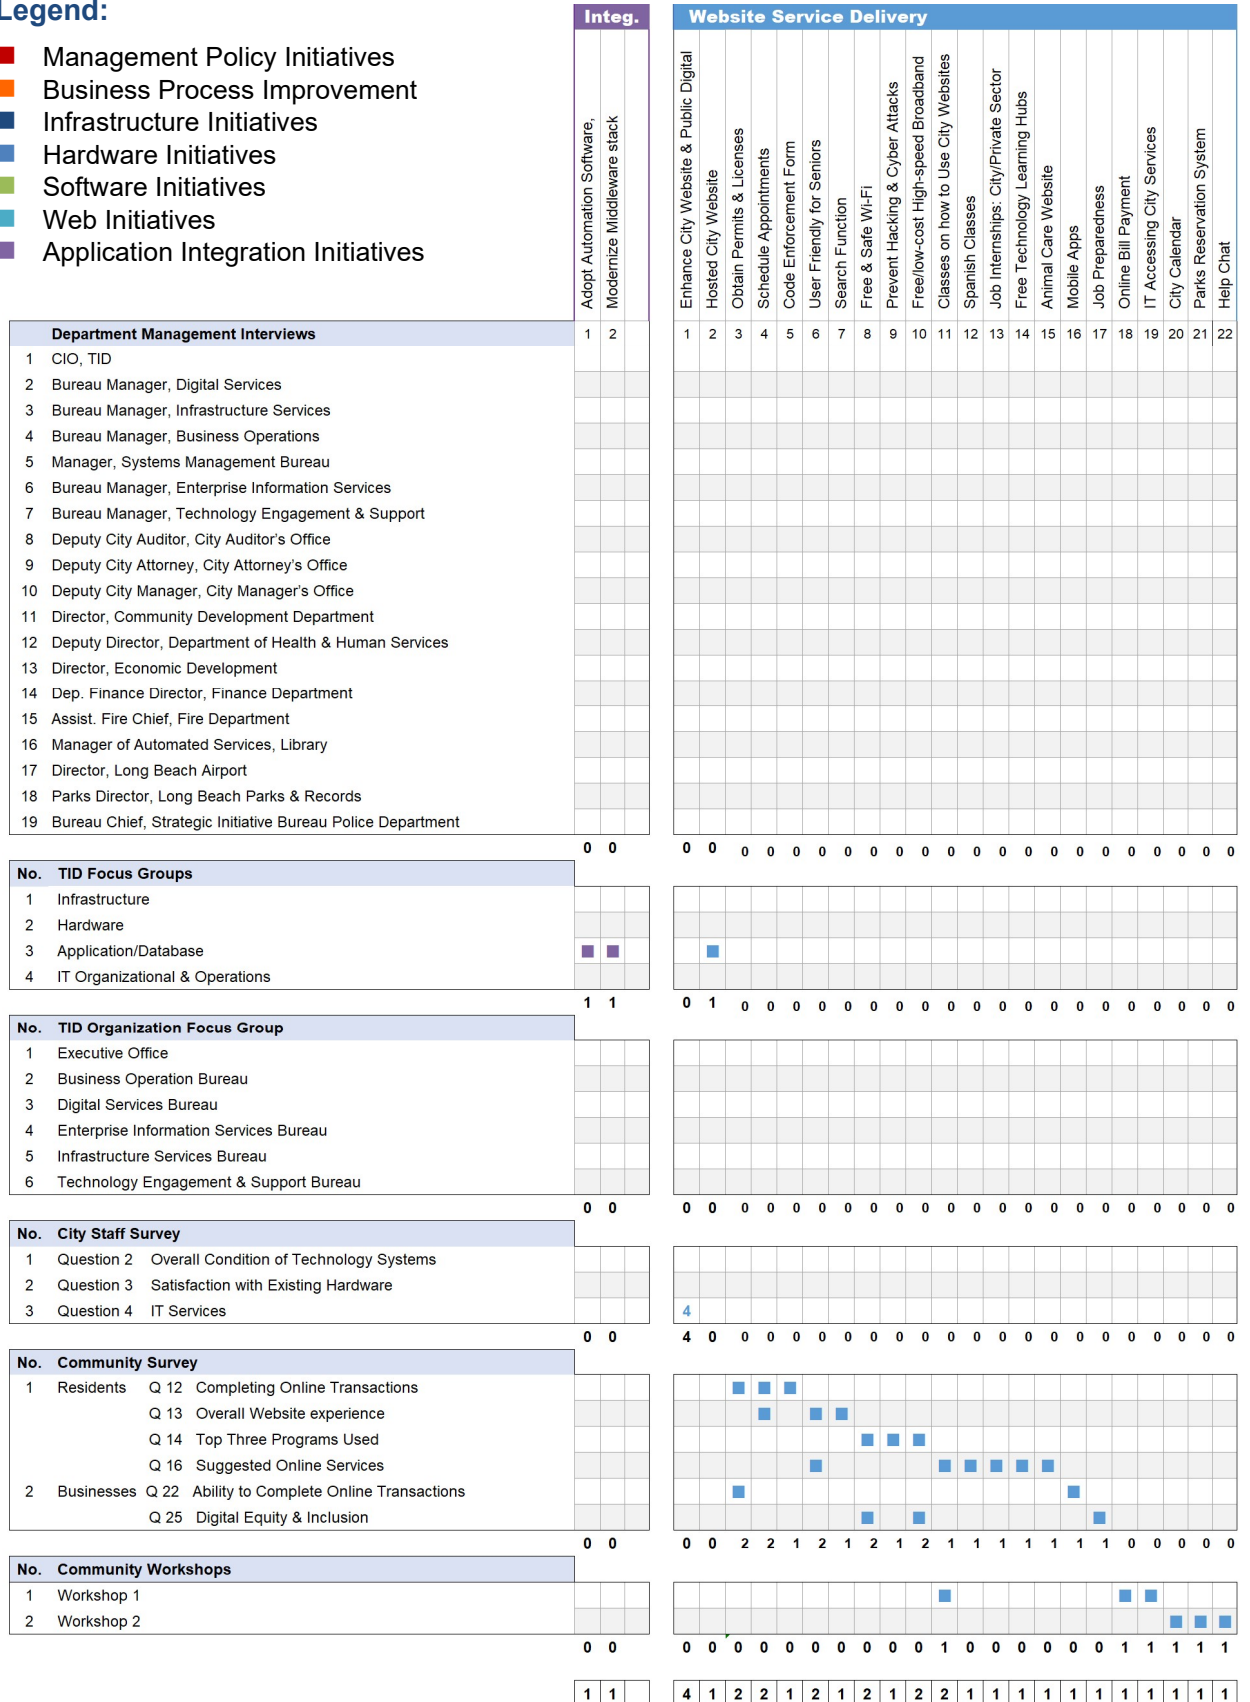 Legend:
Management Policy Initiatives
Business Process Improvement
Infrastructure Initiatives
Hardware Initiatives
Software Initiatives
Web Initiatives
Application Integration Initiatives
Integ.
Website Service Delivery
Adopt Automation Software,
Modernize Middleware stack
Enhance City Website & Public Digital
Hosted City Website
Obtain Permits & Licenses
Schedule Appointments
Code Enforcement Form
User Friendly for Seniors
Search Function
Free & Safe Wi-Fi
Prevent Hacking & Cyber Attacks
Free/low-cost High-speed Broadband
Classes on how to Use City Websites
Spanish Classes
Job Internships: City/Private Sector
Free Technology Learning Hubs
Animal Care Website
Mobile Apps
Job Preparedness
Online Bill Payment
IT Accessing City Services
City Calendar
Parks Reservation System
Help Chat
Department Management Interviews 1 2 1 2 3 4 5 6 7 8 9 10 11 12 13 14 15 16 17 18 19 20 21 22
1 CIO, TID
2 Bureau Manager, Digital Services
3 Bureau Manager, Infrastructure Services
4 Bureau Manager, Business Operations
5 Manager, Systems Management Bureau
6 Bureau Manager, Enterprise Information Services
7 Bureau Manager, Technology Engagement & Support
8 Deputy City Auditor, City Auditor's Office
9 Deputy City Attorney, City Attorney's Office
10 Deputy City Manager, City Manager's Office
11 Director, Community Development Department
12 Deputy Director, Department of Health & Human Services
13 Director, Economic Development
14 Dep. Finance Director, Finance Department
15 Assist. Fire Chief, Fire Department
16 Manager of Automated Services, Library
17 Director, Long Beach Airport
18 Parks Director, Long Beach Parks & Records
19 Bureau Chief, Strategic Initiative Bureau Police Department
0 0 0 0 0 0 0 0 0 0 0 0 0 0 0 0 0 0 0 0 0 0 0 0
No. TID Focus Groups
1 Infrastructure
2 Hardware
3 Application/Database
4 IT Organizational & Operations
1 1 0 1 0 0 0 0 0 0 0 0 0 0 0 0 0 0 0 0 0 0 0 0
No. TID Organization Focus Group
1 Executive Office
2 Business Operation Bureau
3 Digital Services Bureau
4 Enterprise Information Services Bureau
5 Infrastructure Services Bureau
6 Technology Engagement & Support Bureau
0 0 0 0 0 0 0 0 0 0 0 0 0 0 0 0 0 0 0 0 0 0 0 0
No. City Staff Survey
1 Question 2 Overall Condition of Technology Systems
2 Question 3 Satisfaction with Existing Hardware
3 Question 4 IT Services 4
0 0 4 0 0 0 0 0 0 0 0 0 0 0 0 0 0 0 0 0 0 0 0 0
No. Community Survey
1 Residents Q 12 Completing Online Transactions
Q 13 Overall Website experience
Q 14 Top Three Programs Used
Q 16 Suggested Online Services
2 Businesses Q 22 Ability to Complete Online Transactions
Q 25 Digital Equity & Inclusion
0 0 0 0 2 2 1 2 1 2 1 2 1 1 1 1 1 1 1 0 0 0 0 0
No. Community Workshops
1 Workshop 1
2 Workshop 2
0 0 0 0 0 0 0 0 0 0 0 0 1 0 0 0 0 0 0 1 1 1 1 1
1 1 4 1 2 2 1 2 1 2 1 2 2 1 1 1 1 1 1 1 1 1 1 1